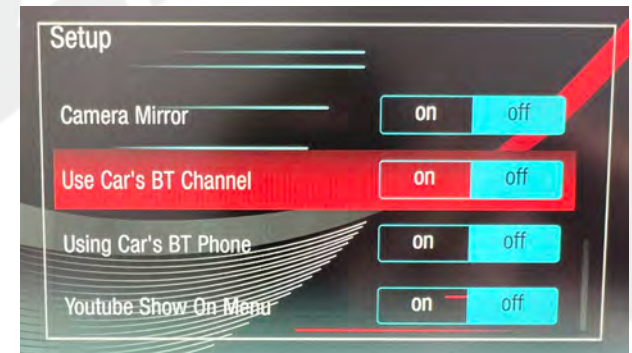 Setup
Camera Mirror on off
Use Car's BT Channel on off
Using Car's BT Phone on off
Youtube Show On Menu on off